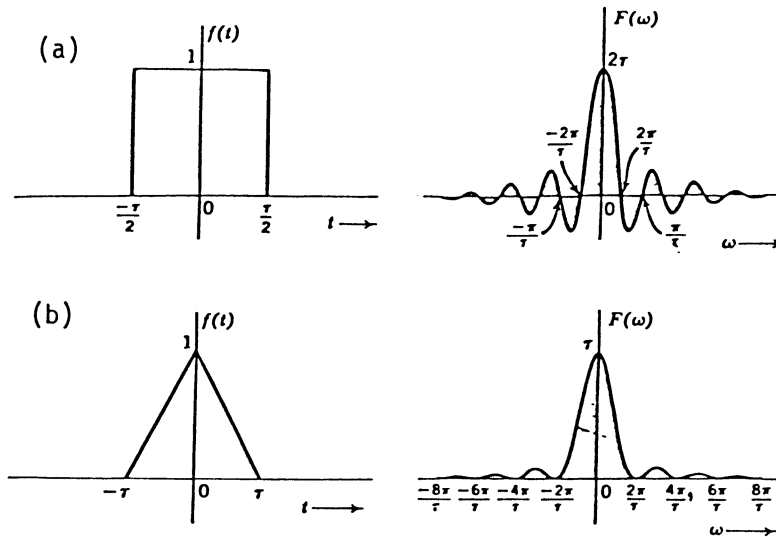 (a)
f(t)
1
-τ/2 0 τ/2 t
F(ω)
2τ
-2π/τ 2π/τ
0
-π/τ π/τ
ω
(b)
f(t)
1
-τ 0 τ t
F(ω)
τ
-8π/τ -6π/τ -4π/τ -2π/τ 0 2π/τ 4π/τ, 6π/τ 8π/τ
ω